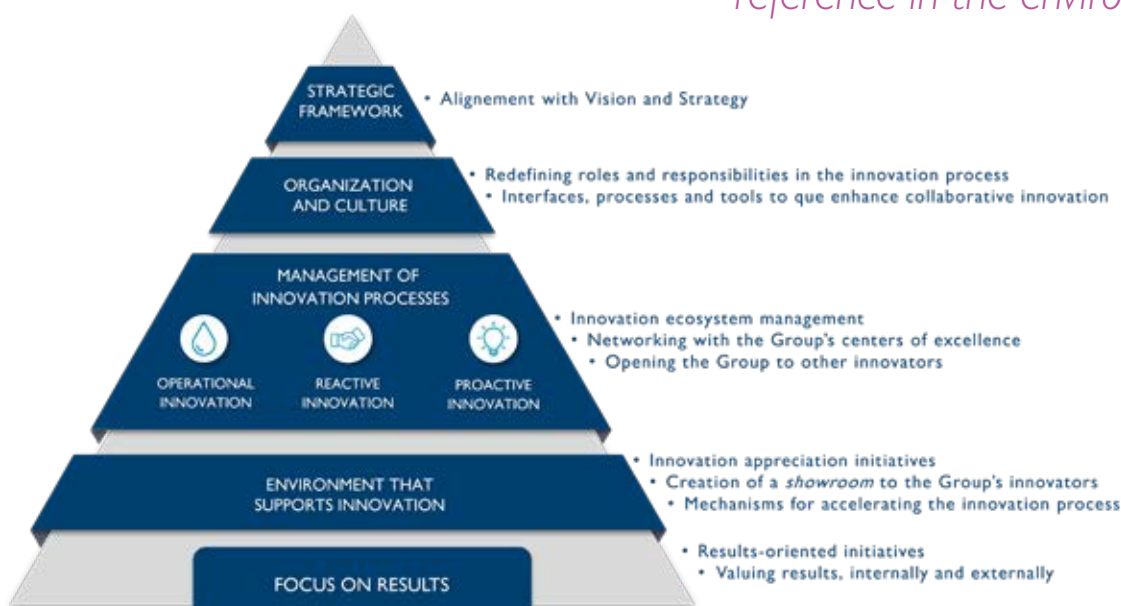 reference in the enviro
STRATEGIC
FRAMEWORK
• Alignement with Vision and Strategy
ORGANIZATION
AND CULTURE
• Redefining roles and responsibilities in the innovation process
• Interfaces, processes and tools to que enhance collaborative innovation
MANAGEMENT OF
INNOVATION PROCESSES
OPERATIONAL
INNOVATION
REACTIVE
INNOVATION
PROACTIVE
INNOVATION
• Innovation ecosystem management
• Networking with the Group's centers of excellence
• Opening the Group to other innovators
ENVIRONMENT THAT
SUPPORTS INNOVATION
• Innovation appreciation initiatives
• Creation of a showroom to the Group's innovators
• Mechanisms for accelerating the innovation process
FOCUS ON RESULTS
• Results-oriented initiatives
• Valuing results, internally and externally